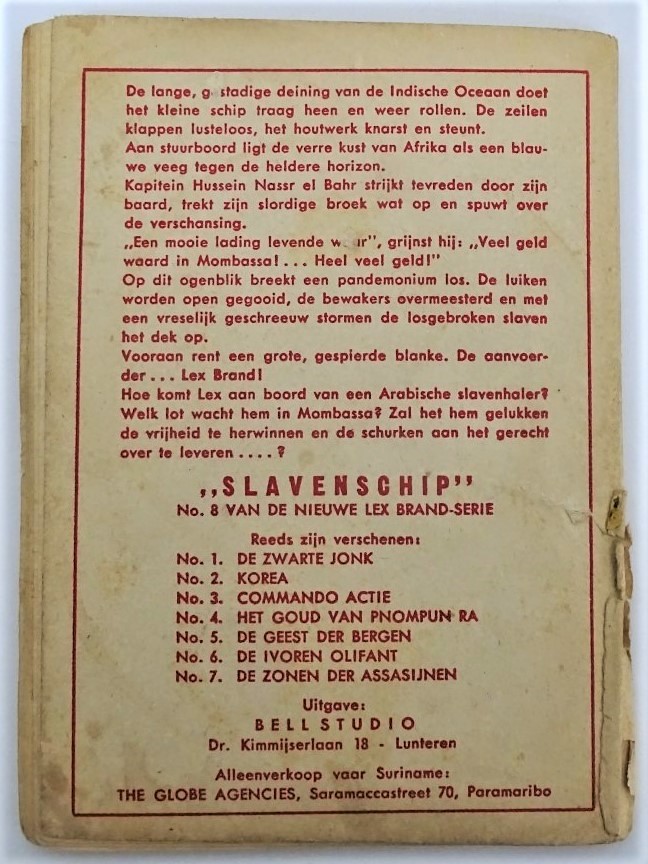 De lange, gestadige deining van de Indische Oceaan doet
het kleine schip traag heen en weer rollen. De zeilen
klappen lusteloos, het houtwerk knarst en steunt.
Aan stuurboord ligt de verre kust van Afrika als een blau-
we veeg tegen de heldere horizon.
Kapitein Hussein Nassr el Bahr strijkt tevreden door zijn
baard, trekt zijn slordige broek wat op en spuwt over
de verschansing.
„Een mooie lading levende waar", grijnst hij: „Veel geld
waard in Mombassa! ... Heel veel geld!"
Op dit ogenblik breekt een pandemonium los. De luiken
worden open gegooid, de bewakers overmeesterd en met
een vreselijk geschreeuw stormen de losgebroken slaven
het dek op.
Vooraan rent een grote, gespierde blanke. De aanvoer-
der ... Lex Brand!
Hoe komt Lex aan boord van een Arabische slavenhaler?
Welk lot wacht hem in Mombassa? Zal het hem gelukken
de vrijheid te herwinnen en de schurken aan het gerecht
over te leveren .... ?
„SLAVENSCHIP"
No. 8 VAN DE NIEUWE LEX BRAND-SERIE
Reeds zijn verschenen:
No. 1. DE ZWARTE JONK
No. 2. KOREA
No. 3. COMMANDO ACTIE
No. 4. HET GOUD VAN PNOMPUN RA
No. 5. DE GEEST DER BERGEN
No. 6. DE IVOREN OLIFANT
No. 7. DE ZONEN DER ASSASIJNEN
Uitgave:
BELL STUDIO
Dr. Kimmijserlaan 18 - Lunteren
Alleenverkoop vaar Suriname:
THE GLOBE AGENCIES, Saramaccastreet 70, Paramaribo